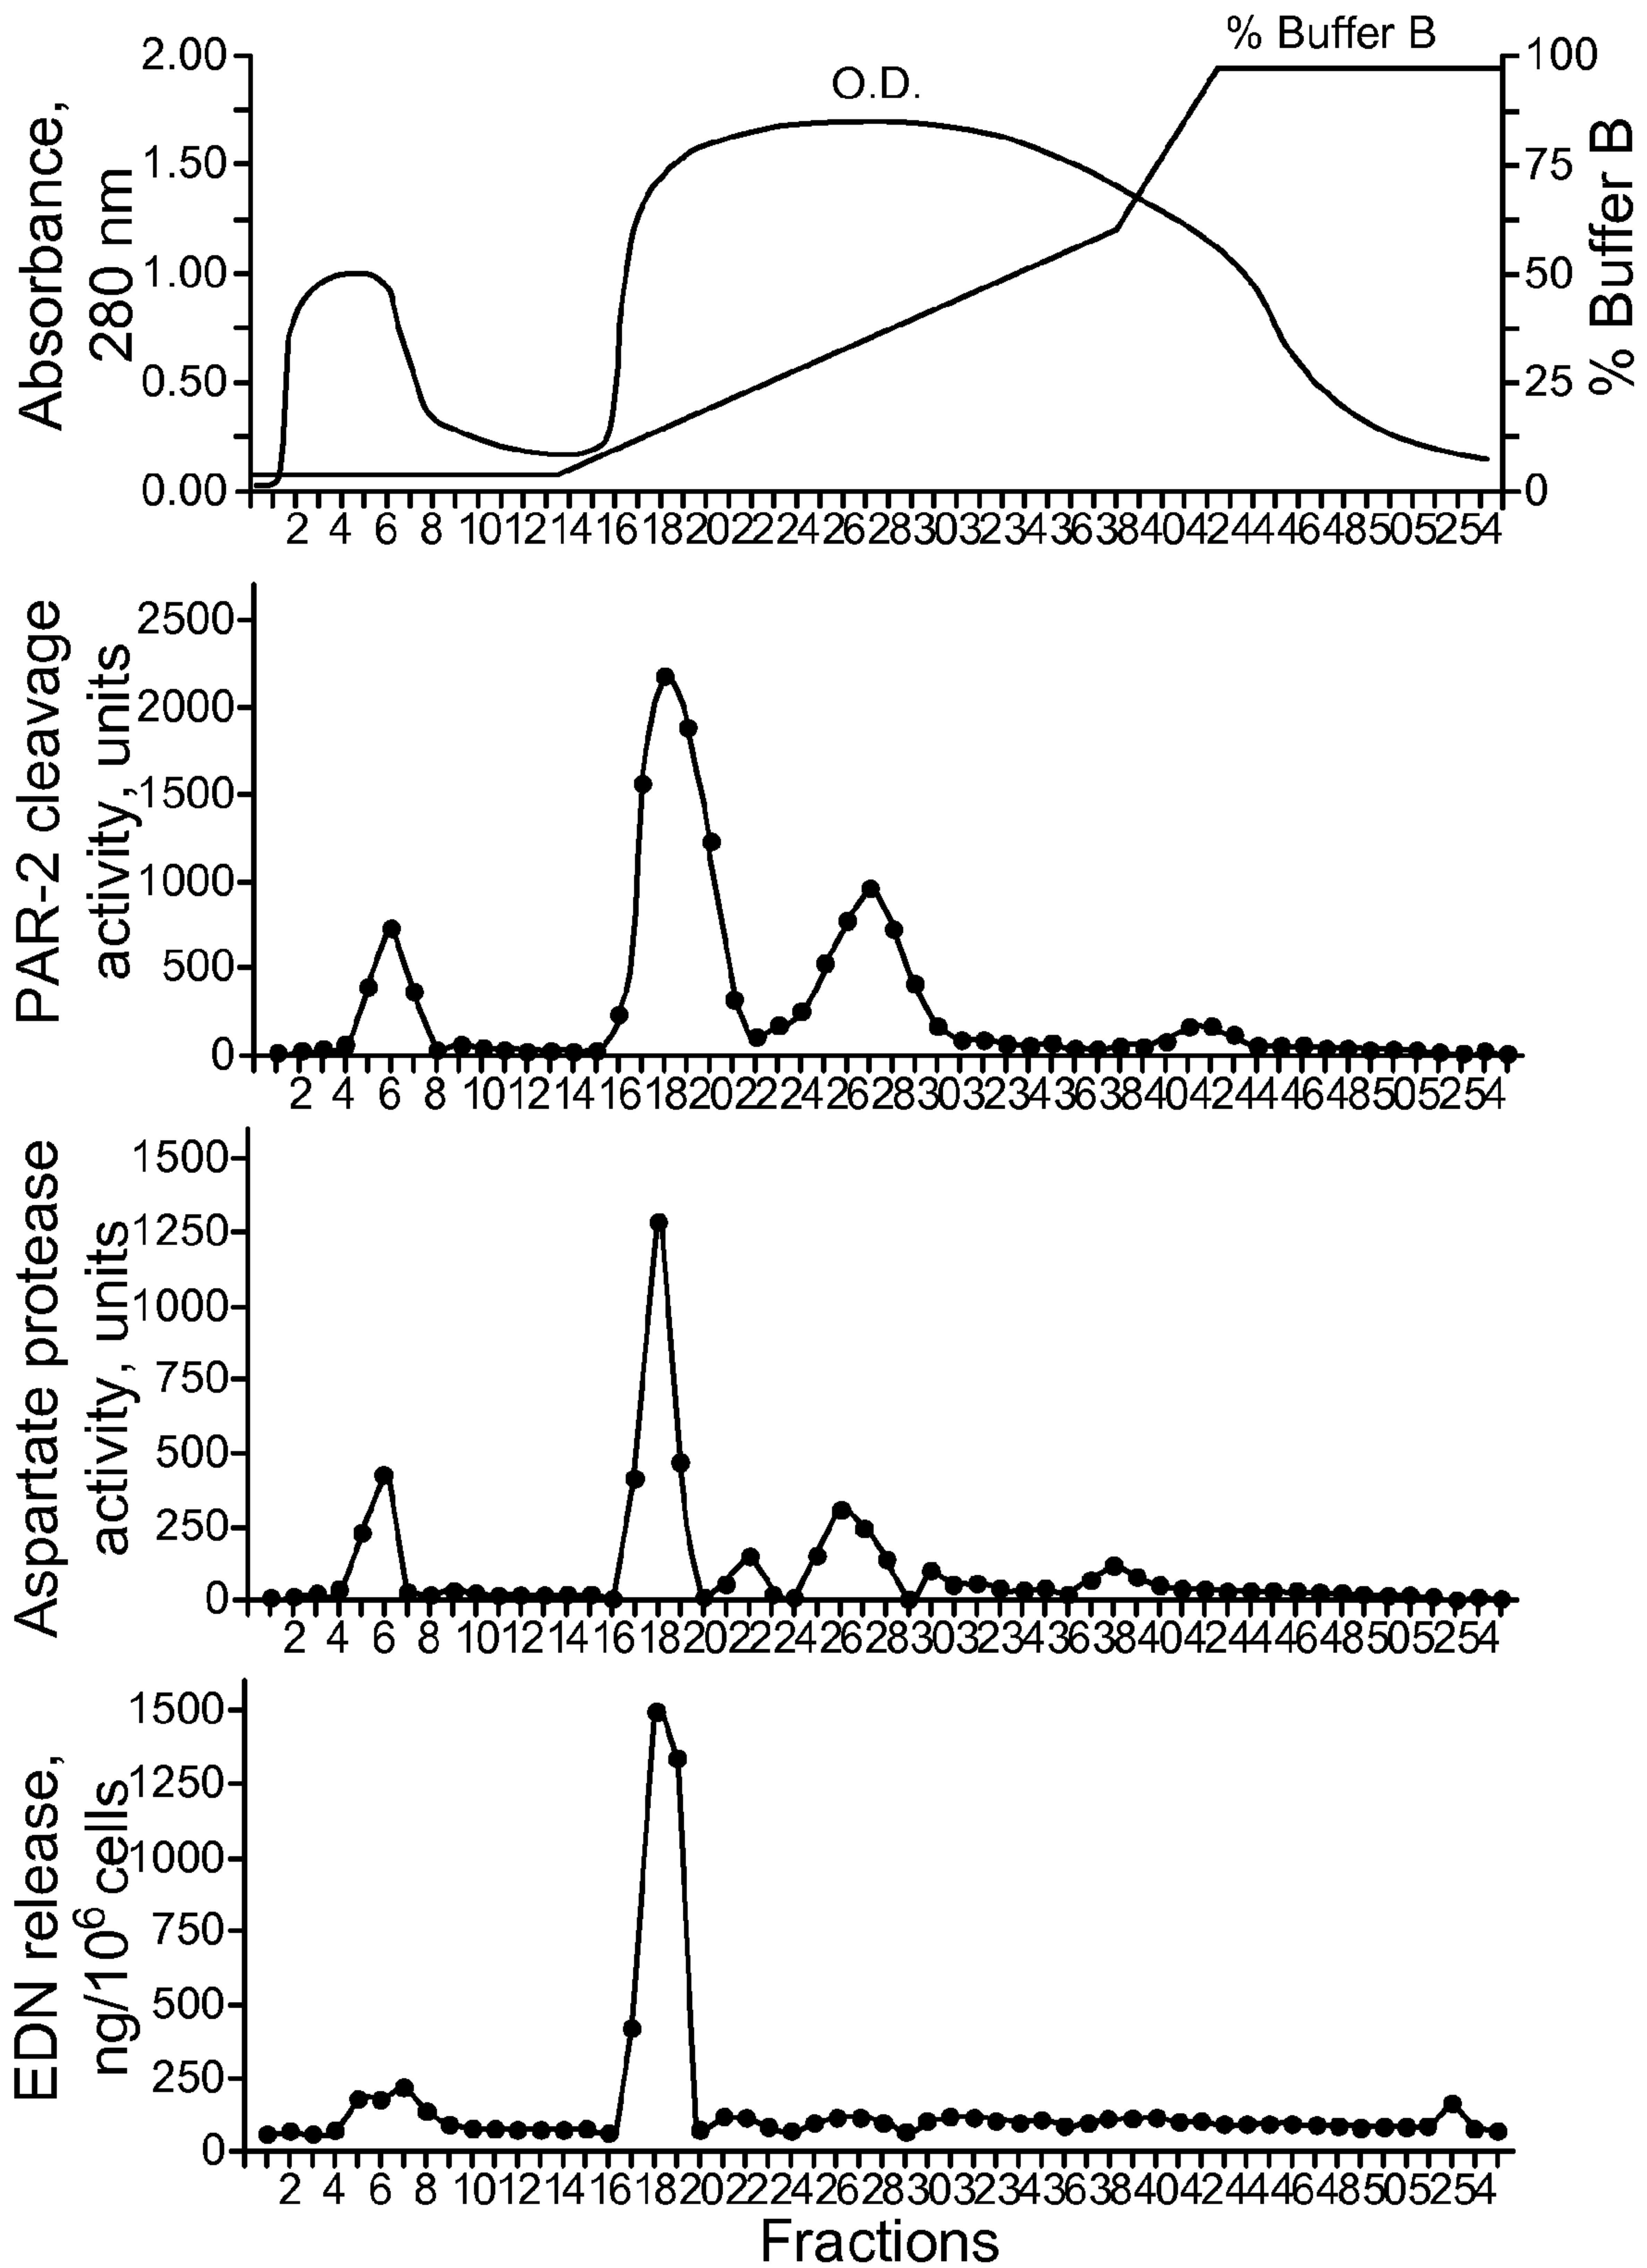 % Buffer B
O.D.
Absorbance,
280 nm
2.00
1.50
1.00
0.50
0.00
100
75
50
25
0
% Buffer B
2 4 6 8 10 12 14 16 18 20 22 24 26 28 30 32 34 36 38 40 42 44 46 48 50 52 54
PAR-2 cleavage
activity, units
2500
2000
1500
1000
500
0
2 4 6 8 10 12 14 16 18 20 22 24 26 28 30 32 34 36 38 40 42 44 46 48 50 52 54
Aspartate protease
activity, units
1500
1250
1000
750
500
250
0
2 4 6 8 10 12 14 16 18 20 22 24 26 28 30 32 34 36 38 40 42 44 46 48 50 52 54
EDN release,
ng/10⁶ cells
1500
1250
1000
750
500
250
0
2 4 6 8 10 12 14 16 18 20 22 24 26 28 30 32 34 36 38 40 42 44 46 48 50 52 54
Fractions